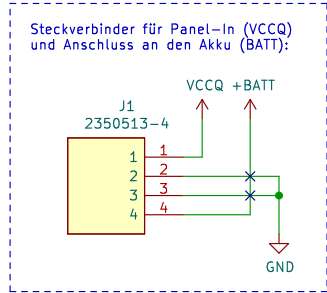 Steckverbinder für Panel-In (VCCQ)
und Anschluss an den Akku (BATT):
VCCQ +BATT
J1
2350513-4
1 1
2 2
3 3
4 4
GND